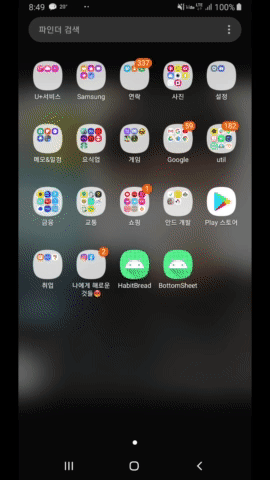 8:49 28° 100%
파인더 검색
U+서비스 Samsung 337 연락 사진 설정
메모&일정 요식업 게임 59 Google 182 util
금융 교통 1 쇼핑 안드 개발 Play 스토어
취업 2 나에게 해로운 것들 HabitBread BottomSheet